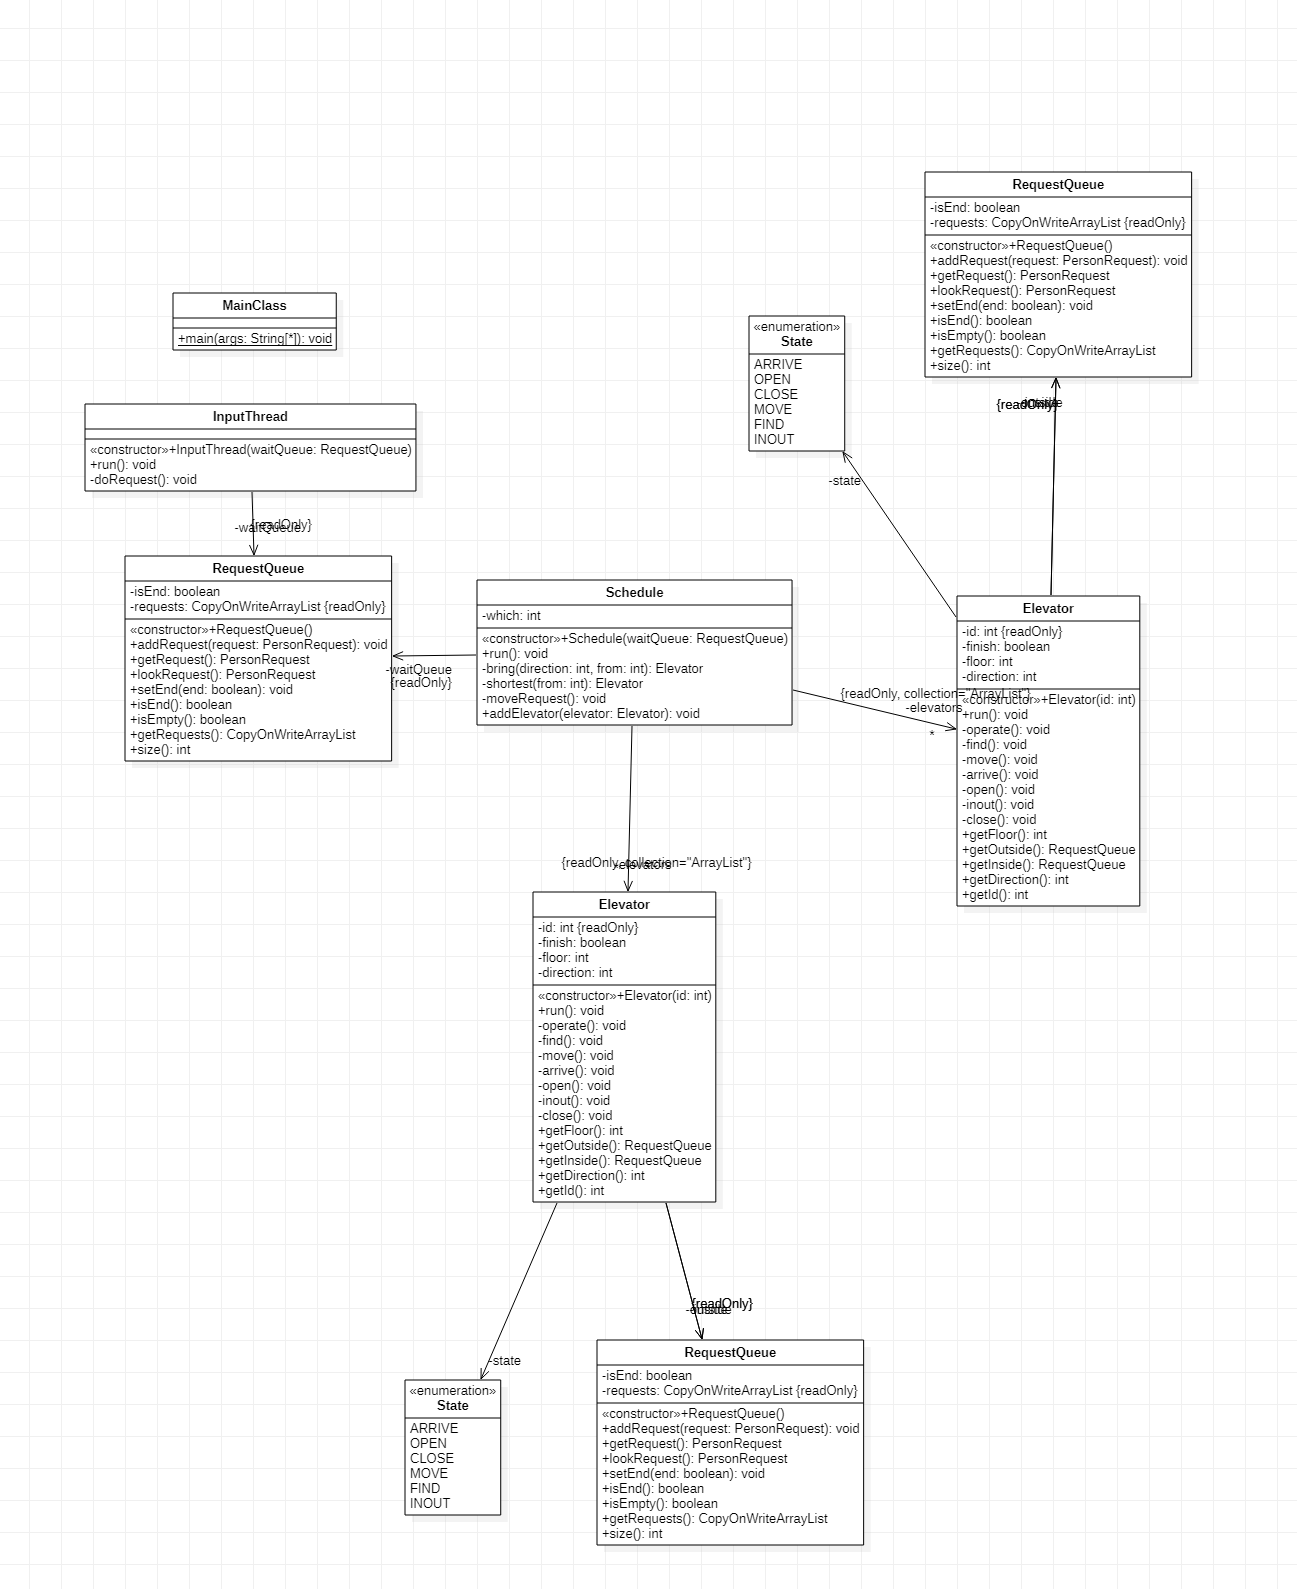 RequestQueue
-isEnd: boolean
-requests: CopyOnWriteArrayList {readOnly}
«constructor»+RequestQueue()
+addRequest(request: PersonRequest): void
+getRequest(): PersonRequest
+lookRequest(): PersonRequest
+setEnd(end: boolean): void
+isEnd(): boolean
+isEmpty(): boolean
+getRequests(): CopyOnWriteArrayList
+size(): int
{readOnly}
MainClass
+main(args: String[*]): void
«enumeration»
State
ARRIVE
OPEN
CLOSE
MOVE
FIND
INOUT
-state
InputThread
«constructor»+InputThread(waitQueue: RequestQueue)
+run(): void
-doRequest(): void
{readOnly}
-waitQueue
RequestQueue
-isEnd: boolean
-requests: CopyOnWriteArrayList {readOnly}
«constructor»+RequestQueue()
+addRequest(request: PersonRequest): void
+getRequest(): PersonRequest
+lookRequest(): PersonRequest
+setEnd(end: boolean): void
+isEnd(): boolean
+isEmpty(): boolean
+getRequests(): CopyOnWriteArrayList
+size(): int
-waitQueue
{readOnly}
Schedule
-which: int
«constructor»+Schedule(waitQueue: RequestQueue)
+run(): void
-bring(direction: int, from: int): Elevator
-shortest(from: int): Elevator
-moveRequest(): void
+addElevator(elevator: Elevator): void
{readOnly, collection="ArrayList"}
-elevators
*
Elevator
-id: int {readOnly}
-finish: boolean
-floor: int
-direction: int
«constructor»+Elevator(id: int)
+run(): void
-operate(): void
-find(): void
-move(): void
-arrive(): void
-open(): void
-inout(): void
-close(): void
+getFloor(): int
+getOutside(): RequestQueue
+getInside(): RequestQueue
+getDirection(): int
+getId(): int
{readOnly, collection="ArrayList"}
-elevators
Elevator
-id: int {readOnly}
-finish: boolean
-floor: int
-direction: int
«constructor»+Elevator(id: int)
+run(): void
-operate(): void
-find(): void
-move(): void
-arrive(): void
-open(): void
-inout(): void
-close(): void
+getFloor(): int
+getOutside(): RequestQueue
+getInside(): RequestQueue
+getDirection(): int
+getId(): int
{readOnly}
-state
«enumeration»
State
ARRIVE
OPEN
CLOSE
MOVE
FIND
INOUT
RequestQueue
-isEnd: boolean
-requests: CopyOnWriteArrayList {readOnly}
«constructor»+RequestQueue()
+addRequest(request: PersonRequest): void
+getRequest(): PersonRequest
+lookRequest(): PersonRequest
+setEnd(end: boolean): void
+isEnd(): boolean
+isEmpty(): boolean
+getRequests(): CopyOnWriteArrayList
+size(): int